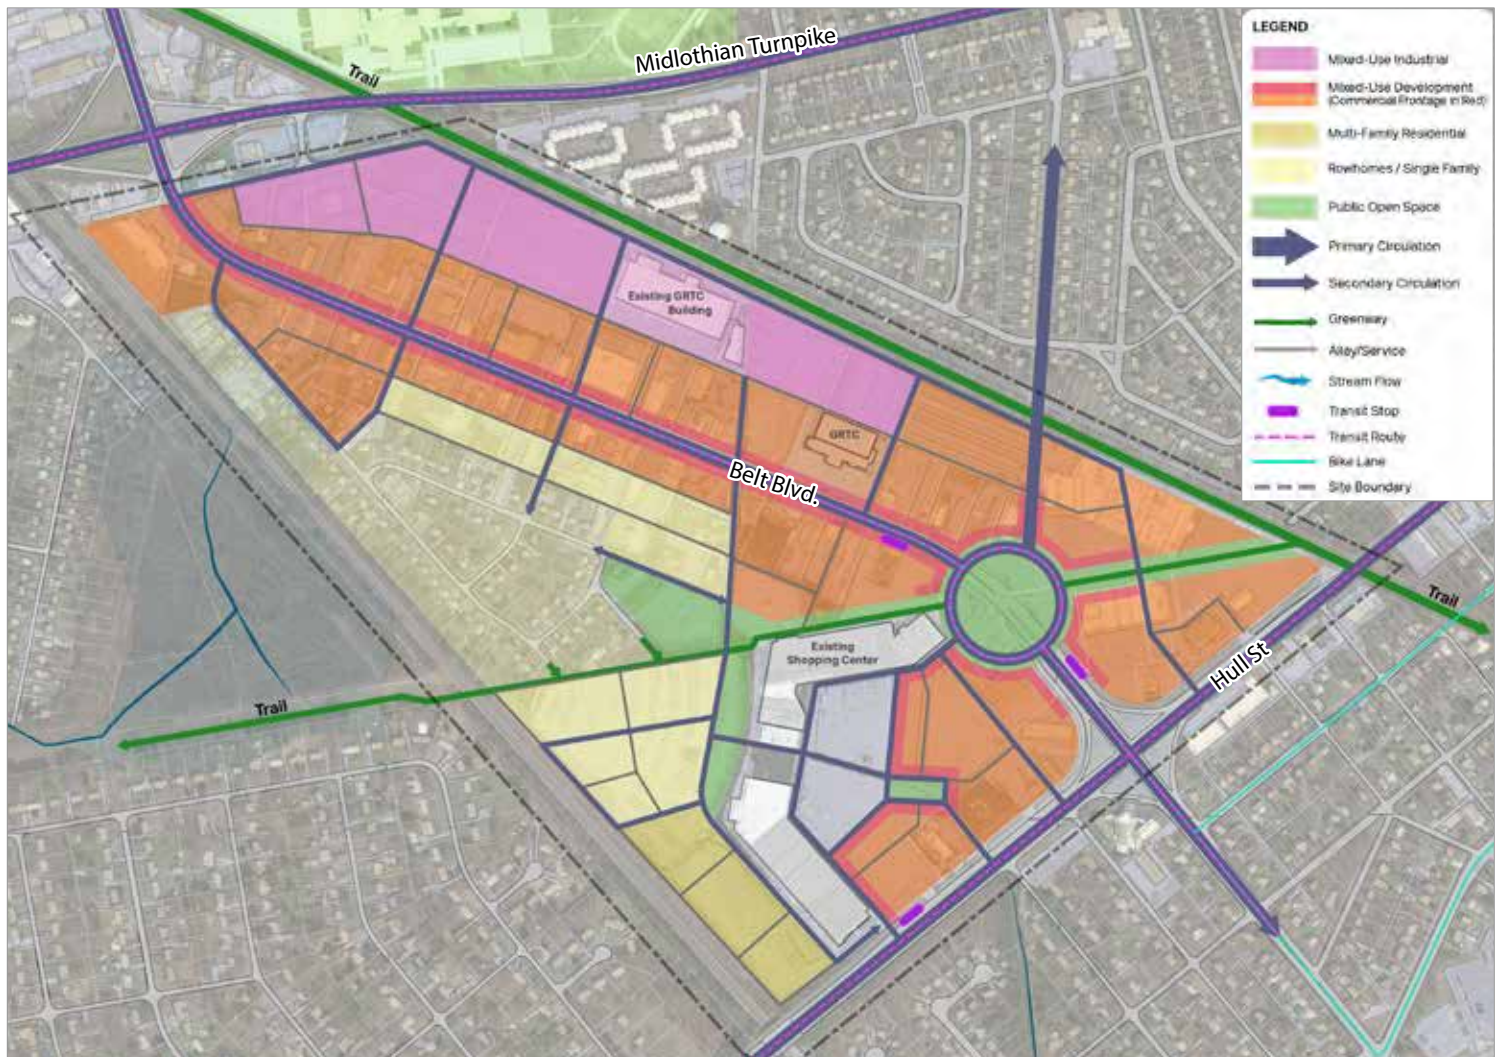 Midlothian Turnpike
Trail
LEGEND
Mixed-Use Industrial
Mixed-Use Development
(Commercial Frontage in Red)
Multi-Family Residential
Rowhomes / Single Family
Public Open Space
Primary Circulation
Secondary Circulation
Greenway
Alley/Service
Stream Flow
Transit Stop
Transit Route
Bike Lane
Site Boundary
Existing GRTC
Building
GRTC
Belt Blvd.
Trail
Existing
Shopping Center
Hull St
Trail